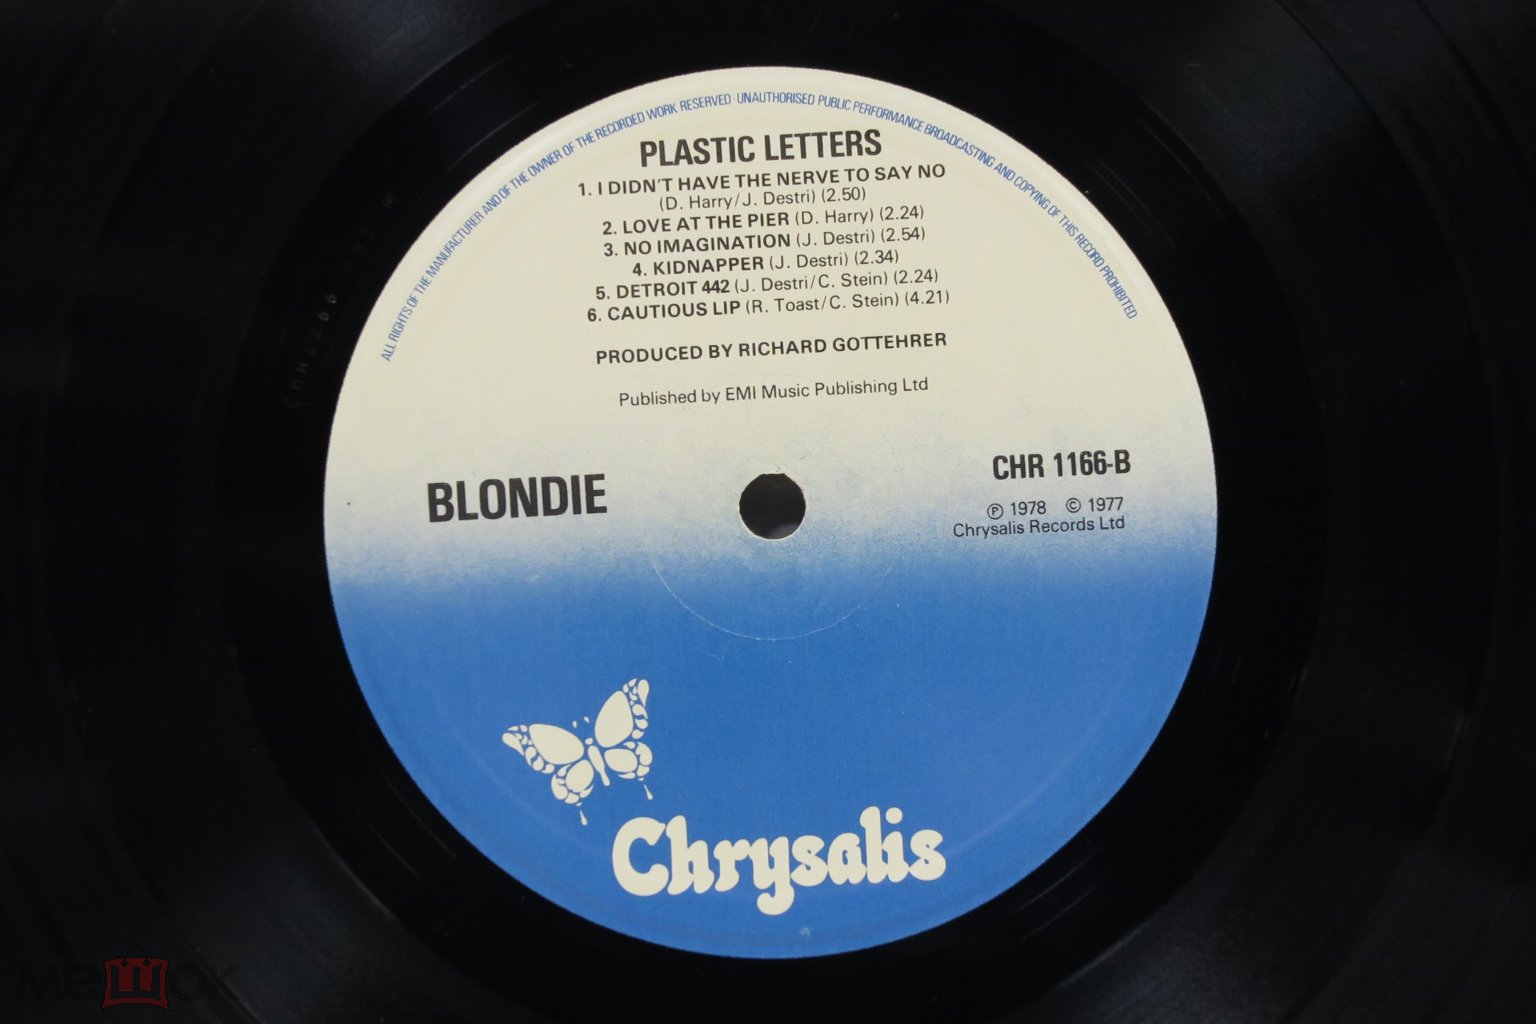 ALL RIGHTS OF THE MANUFACTURER AND OF THE OWNER OF THE RECORDED WORK RESERVED · UNAUTHORISED PUBLIC PERFORMANCE BROADCASTING AND COPYING OF THIS RECORD PROHIBITED
PLASTIC LETTERS
1. I DIDN'T HAVE THE NERVE TO SAY NO
(D. Harry/J. Destri) (2.50)
2. LOVE AT THE PIER (D. Harry) (2.24)
3. NO IMAGINATION (J. Destri) (2.54)
4. KIDNAPPER (J. Destri) (2.34)
5. DETROIT 442 (J. Destri/C. Stein) (2.24)
6. CAUTIOUS LIP (R. Toast/C. Stein) (4.21)
PRODUCED BY RICHARD GOTTEHRER
Published by EMI Music Publishing Ltd
BLONDIE
CHR 1166-B
℗ 1978 © 1977
Chrysalis Records Ltd
Chrysalis
мешок